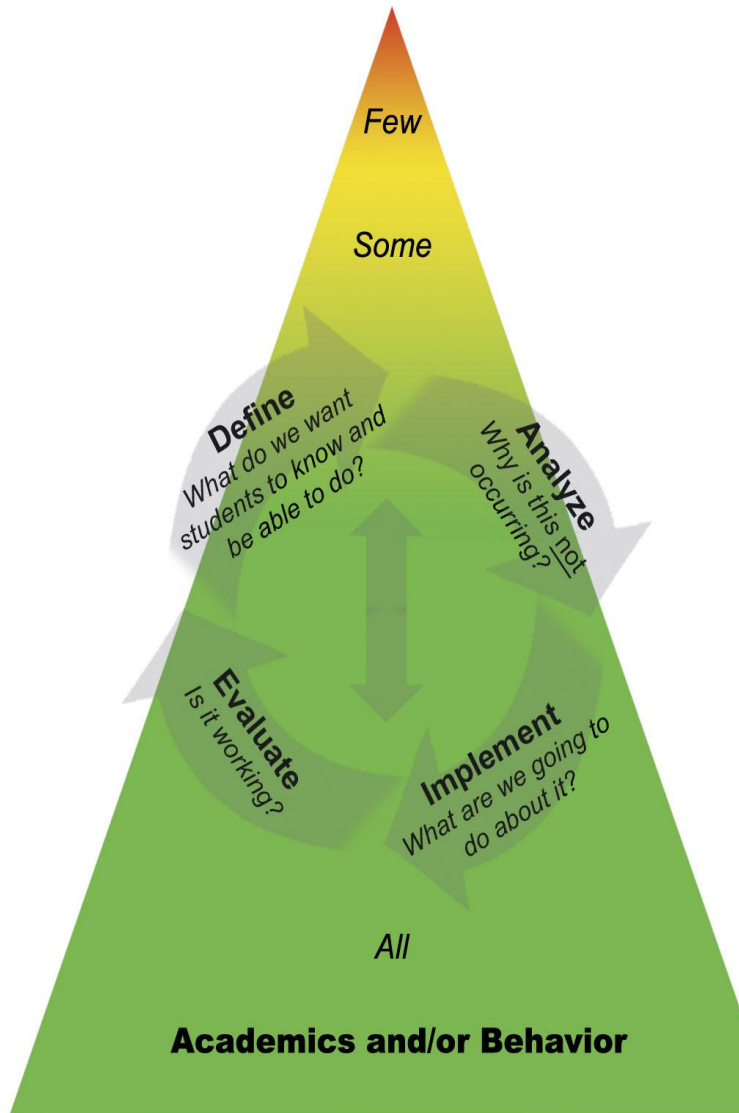 Few
Some
Define
What do we want
students to know and
be able to do?
Analyze
Why is this not
occurring?
Implement
What are we going to
do about it?
Evaluate
Is it working?
All
Academics and/or Behavior